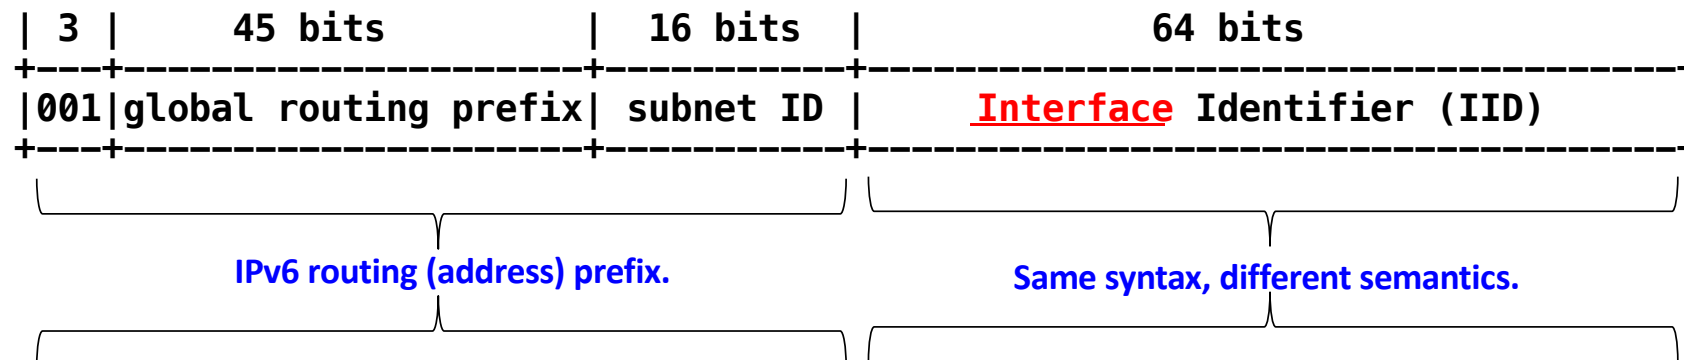 | 3 |     45 bits         |  16 bits  |             64 bits
+---+---------------------+-----------+-------------------------------------
|001|global routing prefix| subnet ID |     Interface Identifier (IID)
+---+---------------------+-----------+-------------------------------------
IPv6 routing (address) prefix.
Same syntax, different semantics.